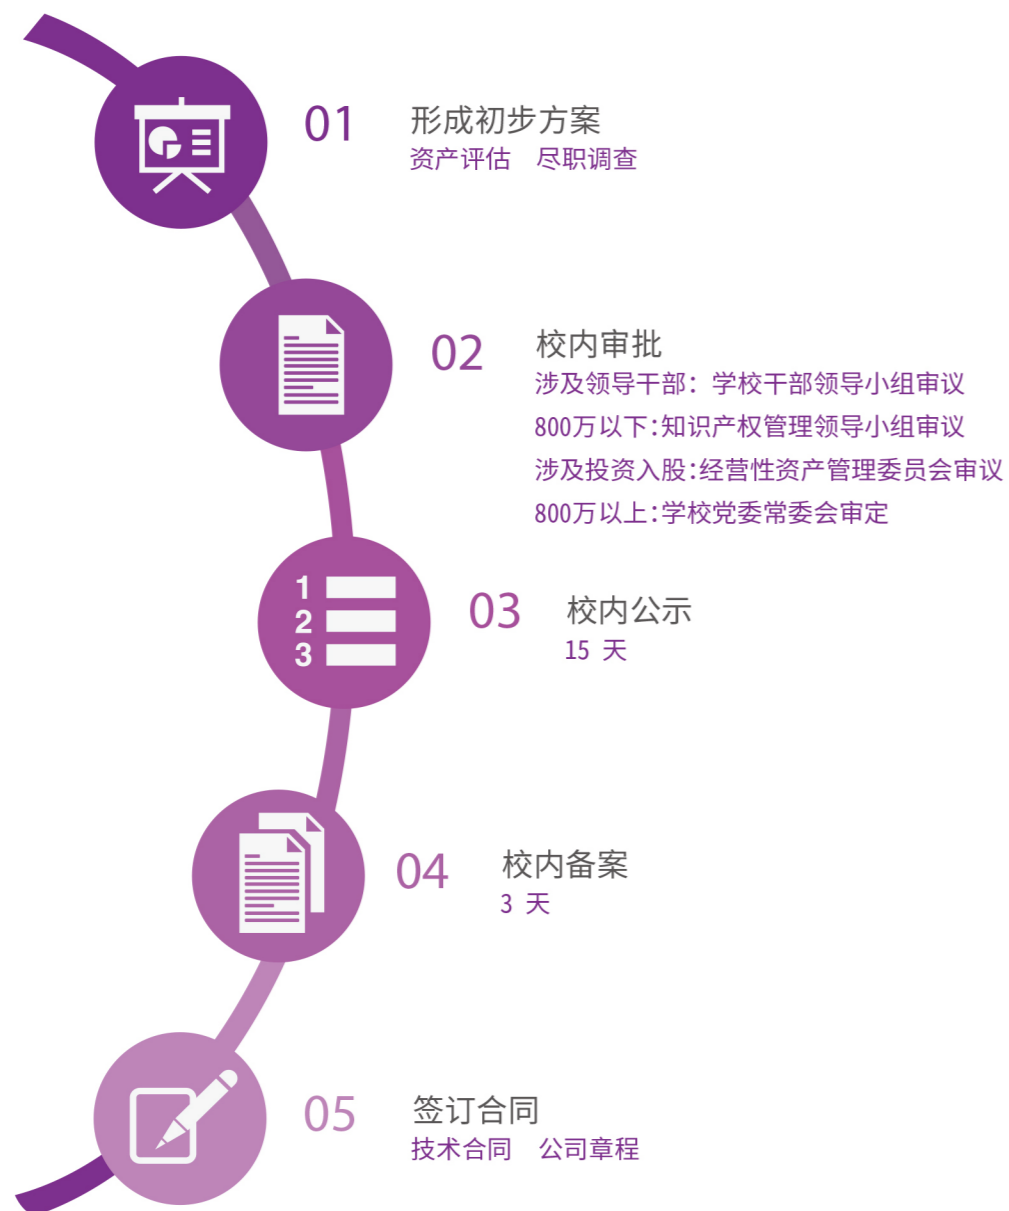 01
形成初步方案
资产评估 尽职调查
02
校内审批
涉及领导干部：学校干部领导小组审议
800万以下：知识产权管理领导小组审议
涉及投资入股：经营性资产管理委员会审议
800万以上：学校党委常委会审定
1
2
3
03
校内公示
15 天
04
校内备案
3 天
05
签订合同
技术合同 公司章程